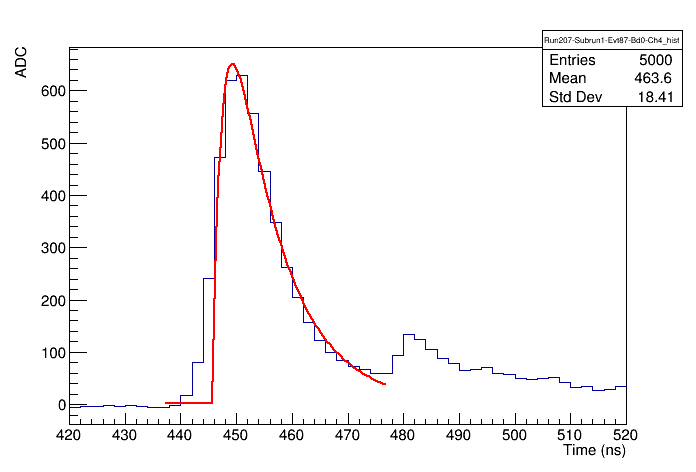 Run207-Subrun1-Evt87-Bd0-Ch4_hist
Entries 5000
Mean 463.6
Std Dev 18.41
ADC
600
500
400
300
200
100
0
420 430 440 450 460 470 480 490 500 510 520
Time (ns)